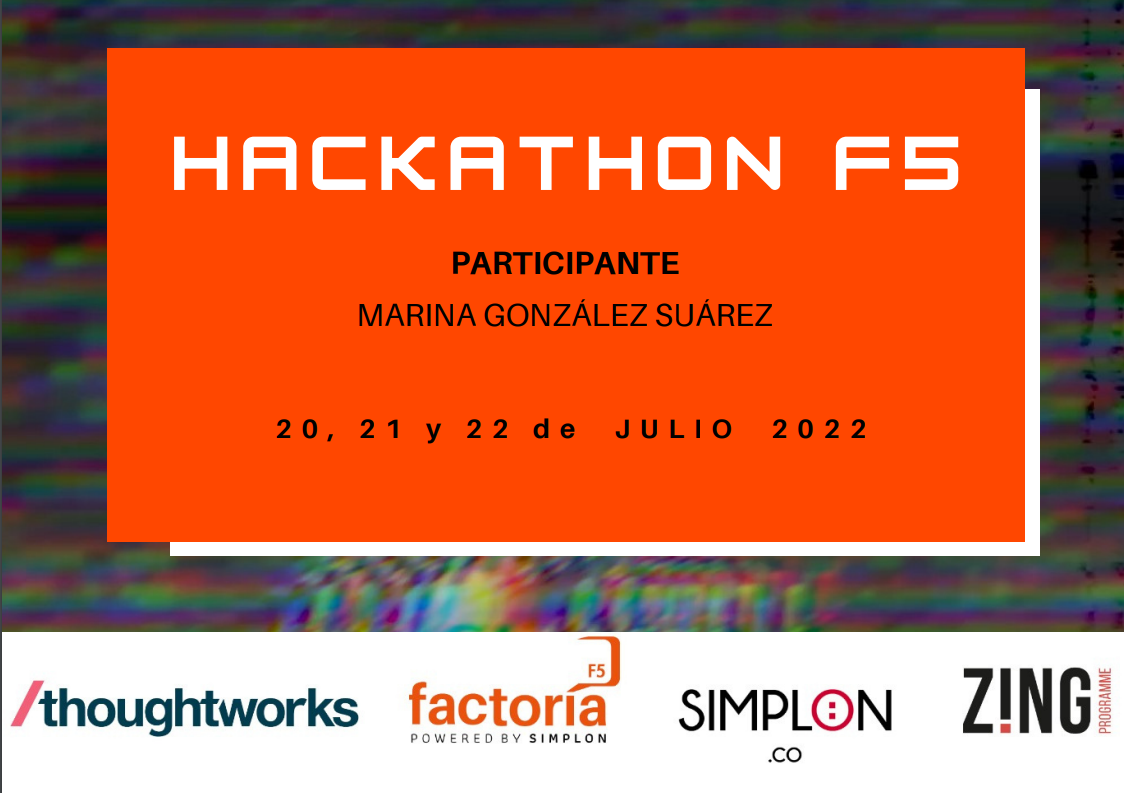 HACKATHON F5
PARTICIPANTE
MARINA GONZÁLEZ SUÁREZ
20, 21 y 22 de JULIO 2022
/thoughtworks
F5
factoría
POWERED BY SIMPLON
SIMPLON
.CO
Z!NG
PROGRAMME